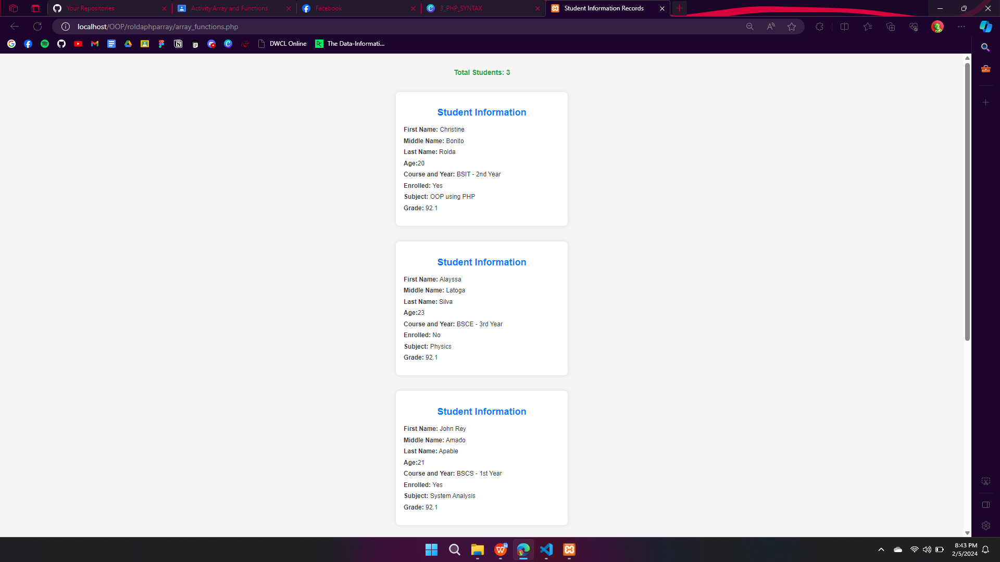 Your Repositories
Activity:Array and Functions
Facebook
3_PHP_SYNTAX
Student Information Records
localhost/OOP/roldaphparray/array_functions.php
DWCL Online
The Data-Informati...
Total Students: 3
Student Information
First Name: Christine
Middle Name: Bonito
Last Name: Rolda
Age:20
Course and Year: BSIT - 2nd Year
Enrolled: Yes
Subject: OOP using PHP
Grade: 92.1
Student Information
First Name: Alayssa
Middle Name: Latoga
Last Name: Silva
Age:23
Course and Year: BSCE - 3rd Year
Enrolled: No
Subject: Physics
Grade: 92.1
Student Information
First Name: John Rey
Middle Name: Amado
Last Name: Apable
Age:21
Course and Year: BSCS - 1st Year
Enrolled: Yes
Subject: System Analysis
Grade: 92.1
8:43 PM
2/5/2024